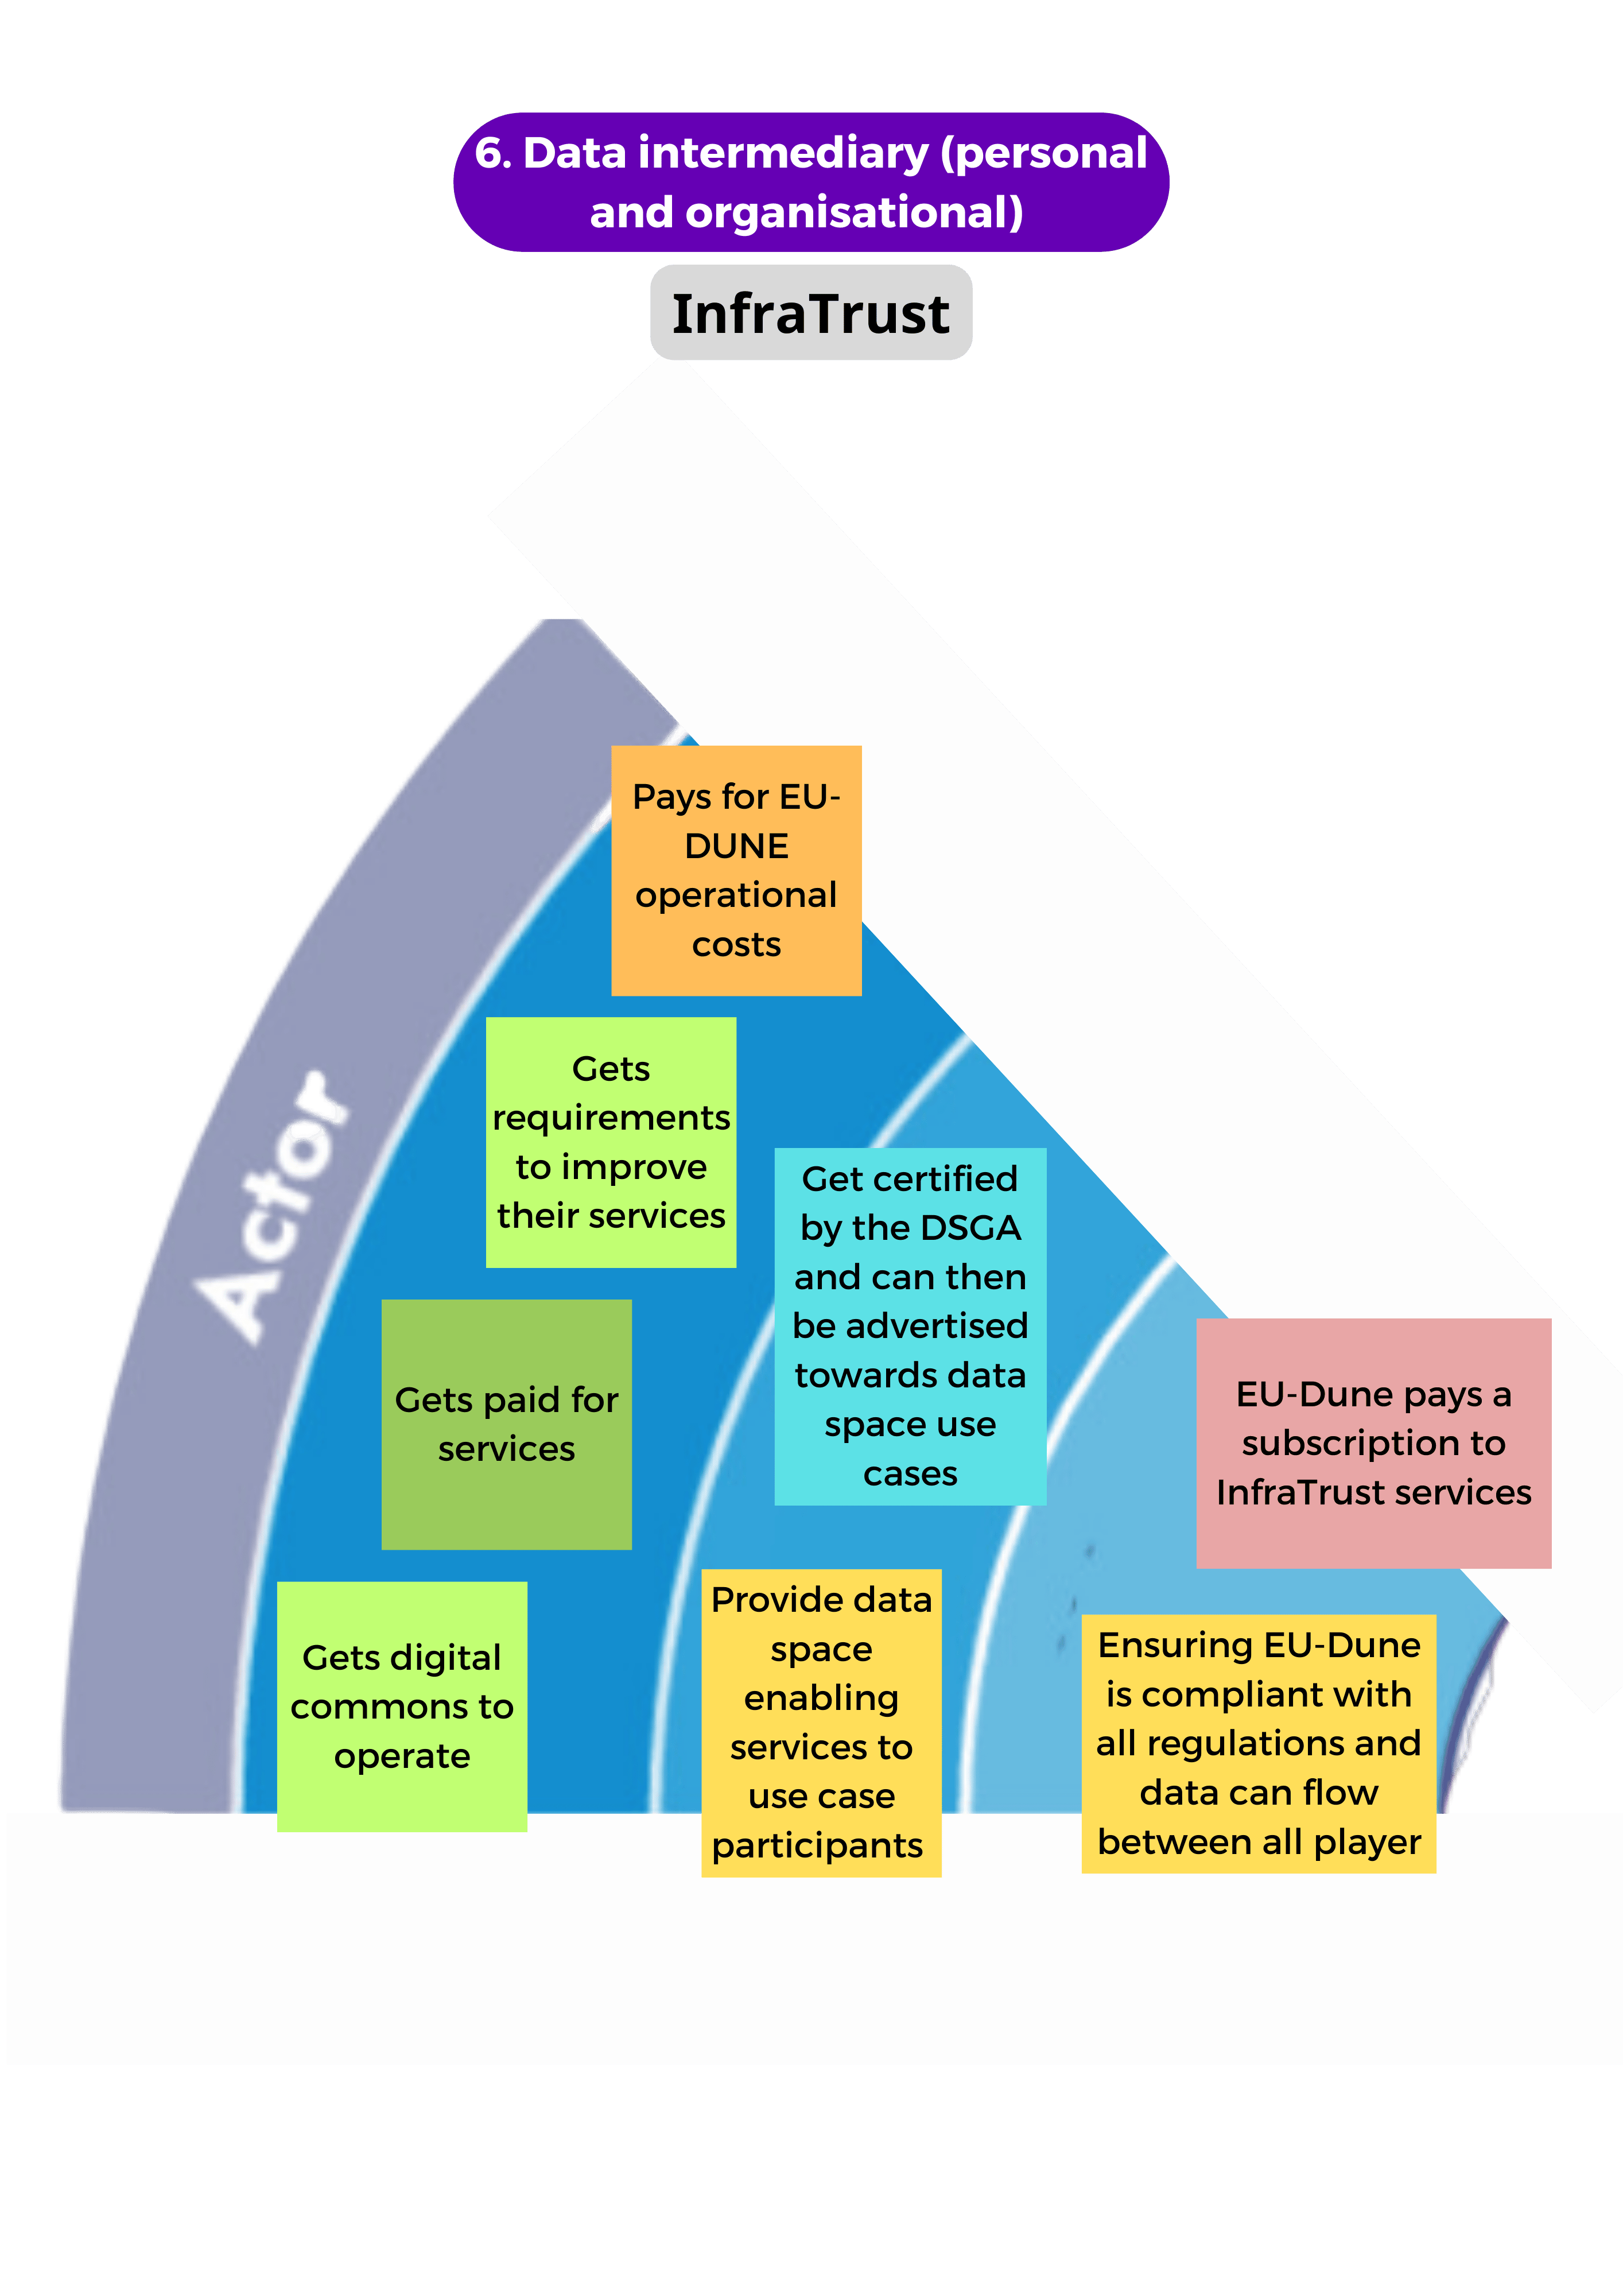 6. Data intermediary (personal
and organisational)
InfraTrust
Actor
Pays for EU-
DUNE
operational
costs
Gets
requirements
to improve
their services
Get certified
by the DSGA
and can then
be advertised
towards data
space use
cases
Gets paid for
services
EU-Dune pays a
subscription to
InfraTrust services
Gets digital
commons to
operate
Provide data
space
enabling
services to
use case
participants
Ensuring EU-Dune
is compliant with
all regulations and
data can flow
between all player